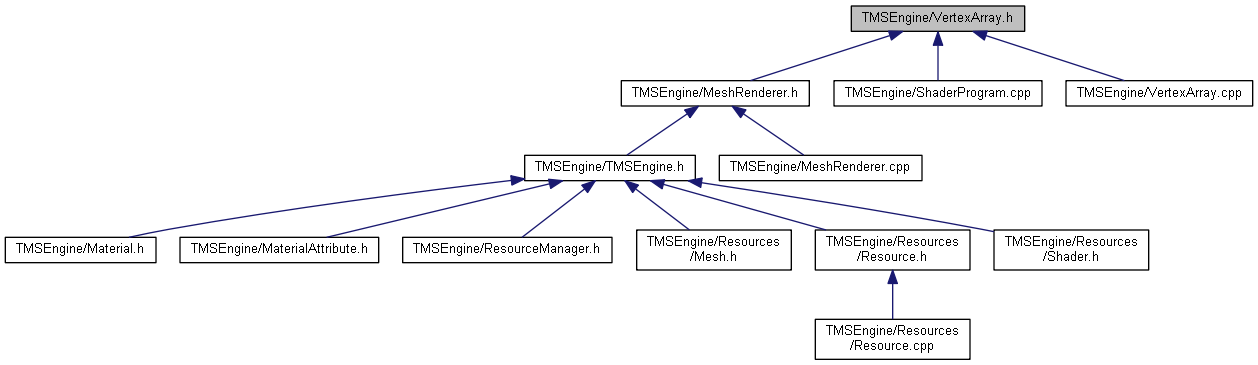 TMSEngine/VertexArray.h
TMSEngine/MeshRenderer.h
TMSEngine/ShaderProgram.cpp
TMSEngine/VertexArray.cpp
TMSEngine/TMSEngine.h
TMSEngine/MeshRenderer.cpp
TMSEngine/Material.h
TMSEngine/MaterialAttribute.h
TMSEngine/ResourceManager.h
TMSEngine/Resources
/Mesh.h
TMSEngine/Resources
/Resource.h
TMSEngine/Resources
/Shader.h
TMSEngine/Resources
/Resource.cpp